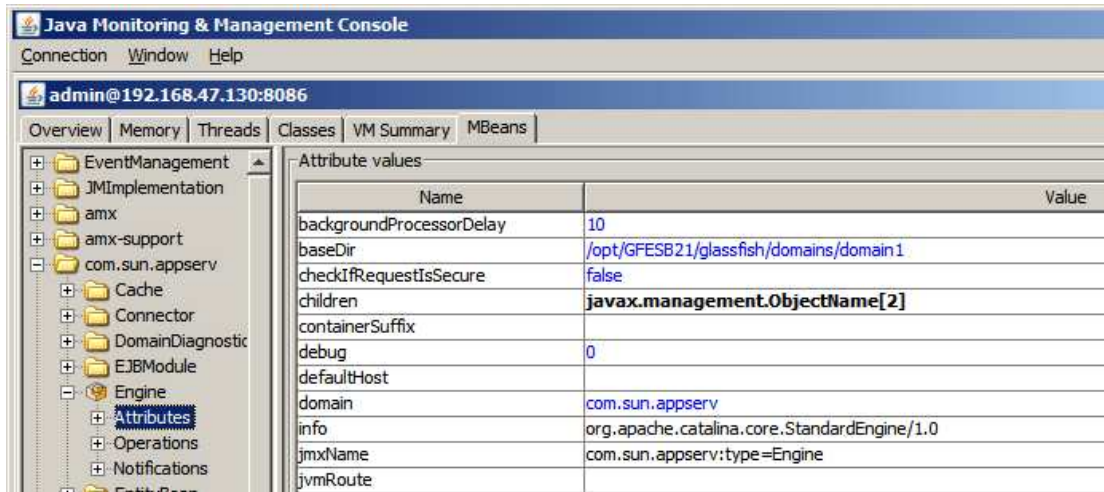 Java Monitoring & Management Console
Connection Window Help
admin@192.168.47.130:8086
Overview Memory Threads Classes VM Summary MBeans
EventManagement
JMImplementation
amx
amx-support
com.sun.appserv
Cache
Connector
DomainDiagnostic
EJBModule
Engine
Attributes
Operations
Notifications
EntityBean
Attribute values
Name Value
backgroundProcessorDelay 10
baseDir /opt/GFESB21/glassfish/domains/domain1
checkIfRequestIsSecure false
children javax.management.ObjectName[2]
containerSuffix
debug 0
defaultHost
domain com.sun.appserv
info org.apache.catalina.core.StandardEngine/1.0
jmxName com.sun.appserv:type=Engine
jvmRoute